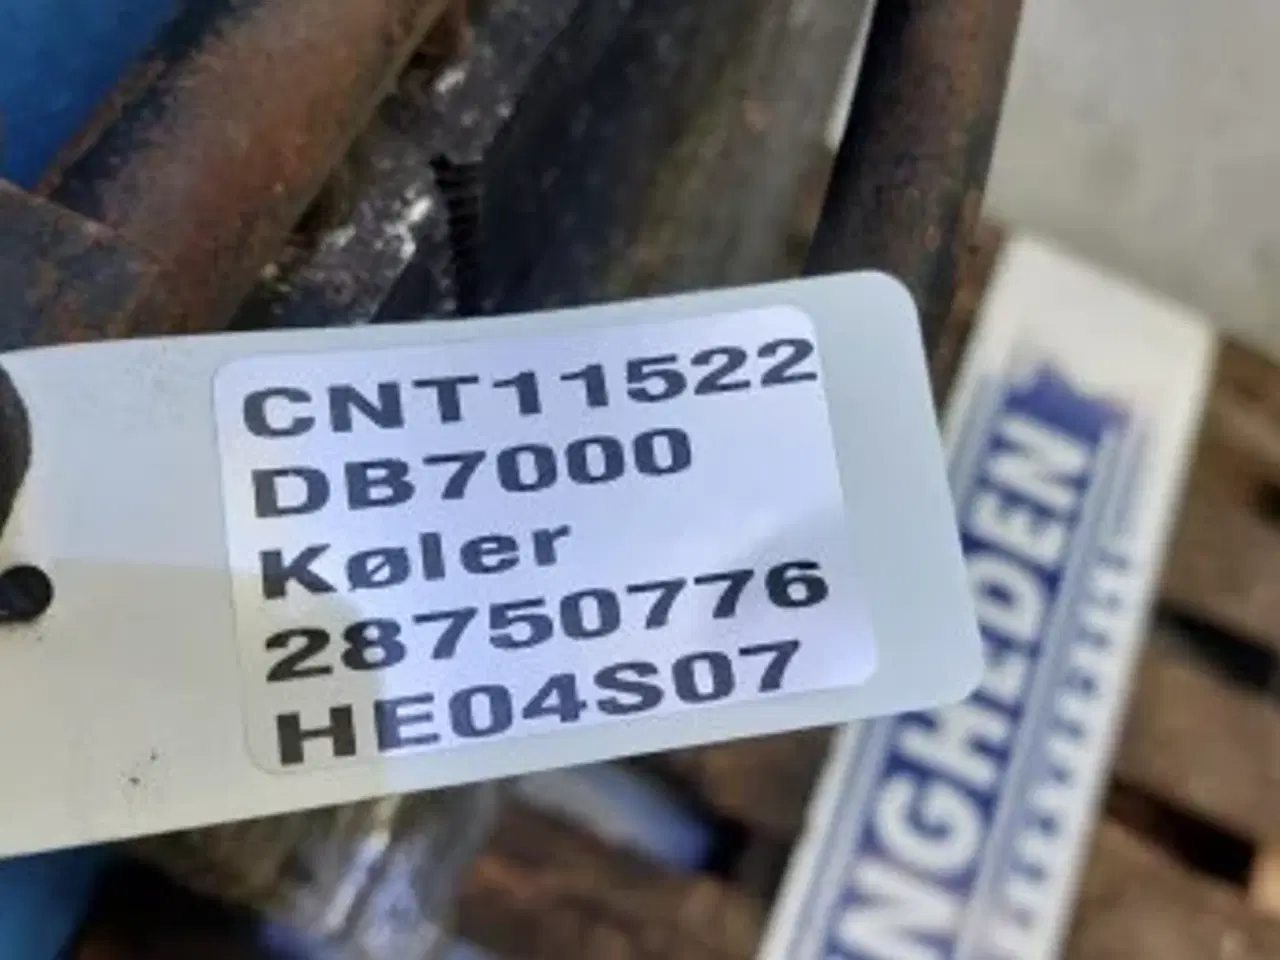 CNT11522
DB7000
Køler
28750776
HE04S07